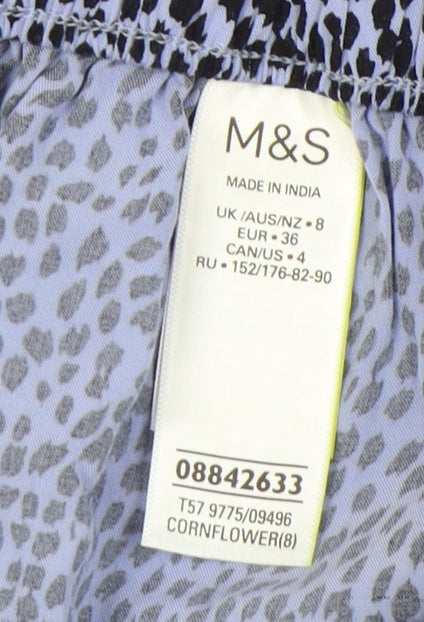 M&S
MADE IN INDIA
UK /AUS/NZ • 8
EUR • 36
CAN/US • 4
RU • 152/176-82-90
08842633
T57 9775/09496
CORNFLOWER(8)